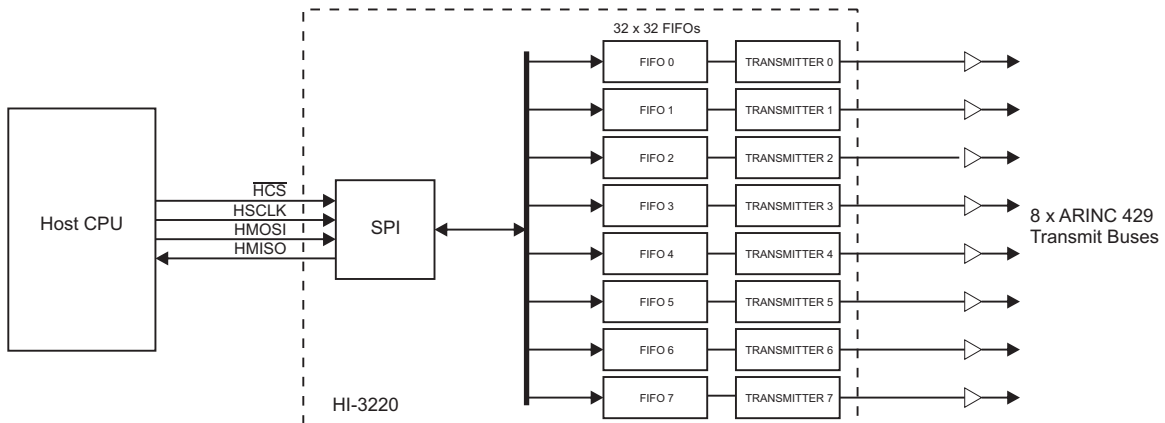 32 x 32 FIFOs
FIFO 0
TRANSMITTER 0
FIFO 1
TRANSMITTER 1
FIFO 2
TRANSMITTER 2
HCS
FIFO 3
TRANSMITTER 3
Host CPU
HSCLK
SPI
8 x ARINC 429
Transmit Buses
HMOSI
HMISO
FIFO 4
TRANSMITTER 4
FIFO 5
TRANSMITTER 5
FIFO 6
TRANSMITTER 6
FIFO 7
TRANSMITTER 7
HI-3220